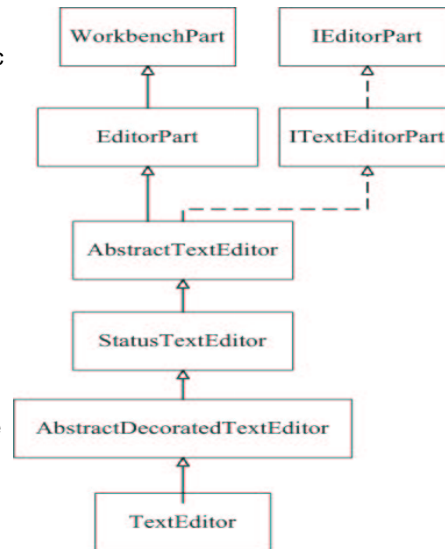 WorkbenchPart
IEditorPart
c
EditorPart
ITextEditorPart
AbstractTextEditor
StatusTextEditor
AbstractDecoratedTextEditor
TextEditor